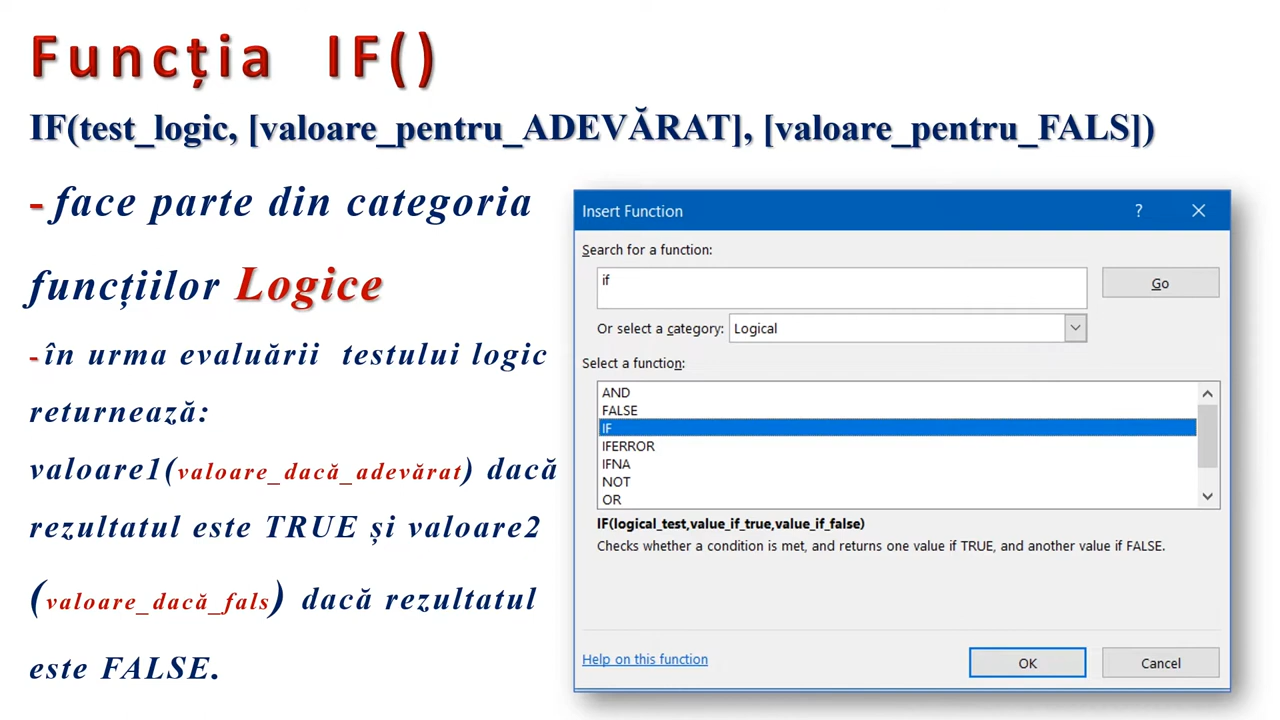 Funcția IF()
IF(test_logic, [valoare_pentru_ADEVĂRAT], [valoare_pentru_FALS])
- face parte din categoria
funcțiilor Logice
- în urma evaluării testului logic
returnează:
valoare1(valoare_dacă_adevărat) dacă
rezultatul este TRUE și valoare2
(valoare_dacă_fals) dacă rezultatul
este FALSE.
Insert Function
?
Search for a function:
if
Go
Or select a category: Logical
Select a function:
AND
FALSE
IF
IFERROR
IFNA
NOT
OR
IF(logical_test,value_if_true,value_if_false)
Checks whether a condition is met, and returns one value if TRUE, and another value if FALSE.
Help on this function
OK
Cancel